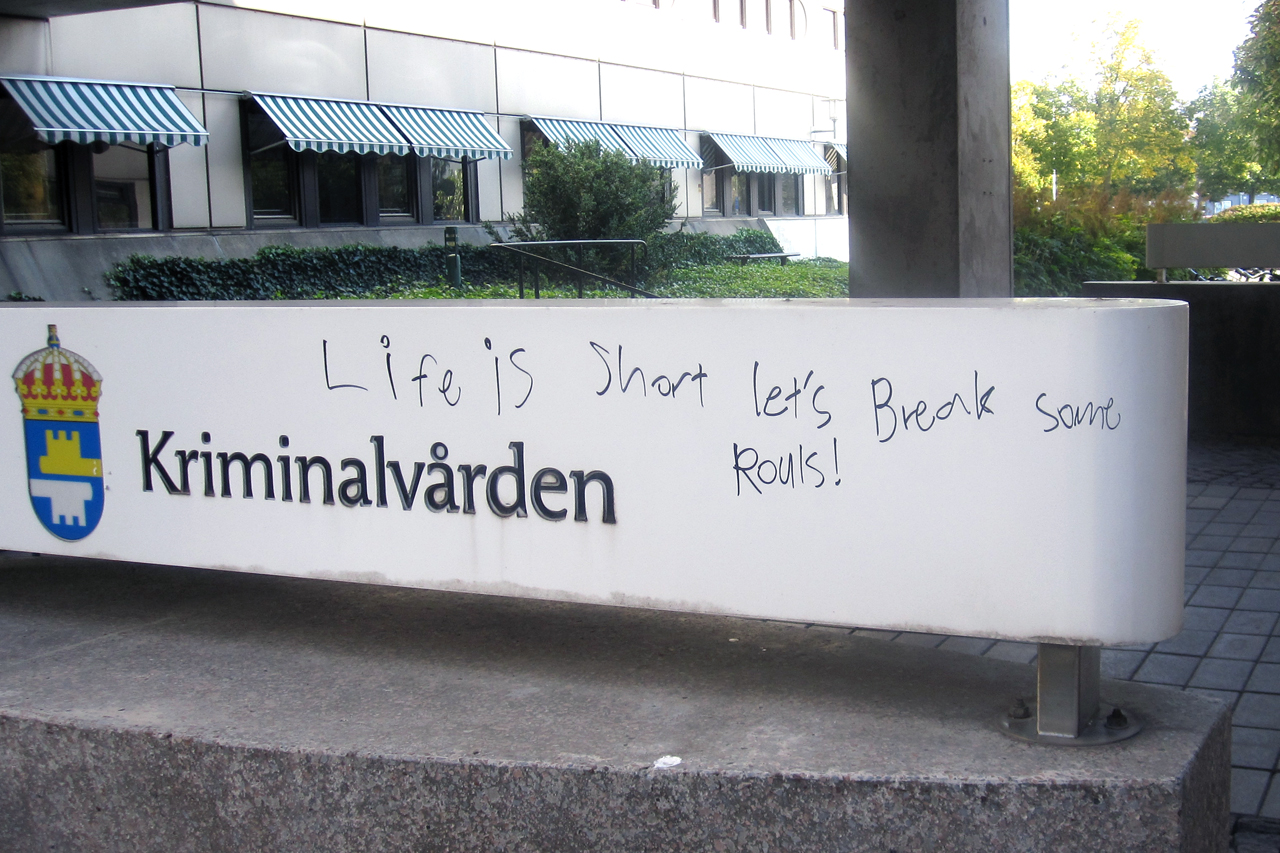 Life is Short let's Break some
Rouls!
Kriminalvården